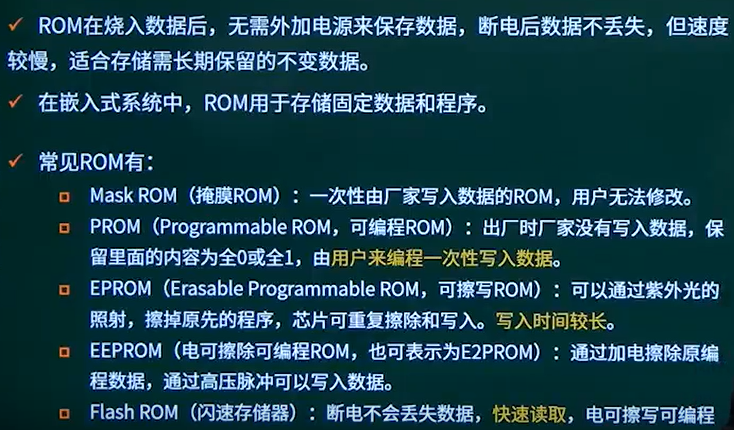 ROM在烧入数据后，无需外加电源来保存数据，断电后数据不丢失，但速度
较慢，适合存储需长期保留的不变数据。
在嵌入式系统中，ROM用于存储固定数据和程序。
常见ROM有：
Mask ROM（掩膜ROM）：一次性由厂家写入数据的ROM，用户无法修改。
PROM（Programmable ROM，可编程ROM）：出厂时厂家没有写入数据，保
留里面的内容为全0或全1，由用户来编程一次性写入数据。
EPROM（Erasable Programmable ROM，可擦写ROM）：可以通过紫外光的
照射，擦掉原先的程序，芯片可重复擦除和写入。写入时间较长。
EEPROM（电可擦除可编程ROM，也可表示为E2PROM）：通过加电擦除原编
程数据，通过高压脉冲可以写入数据。
Flash ROM（闪速存储器）：断电不会丢失数据，快速读取，电可擦写可编程